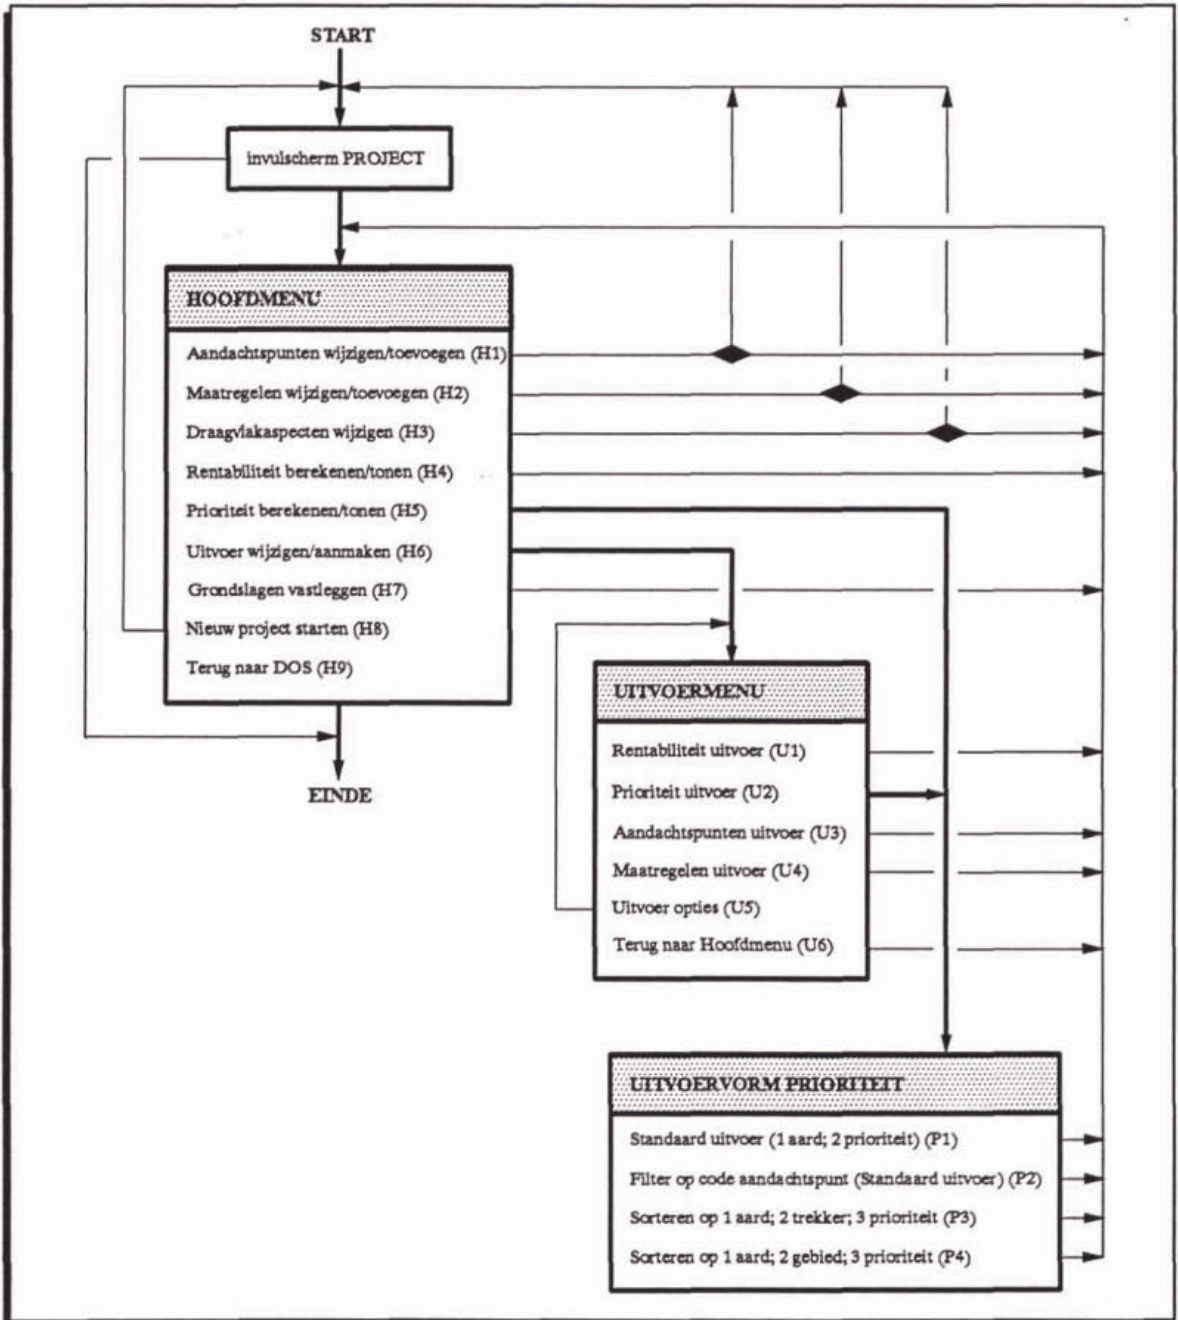 START
invulscherm PROJECT
HOOFDMENU
Aandachtspunten wijzigen/toevoegen (H1)
Maatregelen wijzigen/toevoegen (H2)
Draagvlakaspecten wijzigen (H3)
Rentabiliteit berekenen/tonen (H4)
Prioriteit berekenen/tonen (H5)
Uitvoer wijzigen/aanmaken (H6)
Grondslagen vastleggen (H7)
Nieuw project starten (H8)
Terug naar DOS (H9)
EINDE
UITVOERMENU
Rentabiliteit uitvoer (U1)
Prioriteit uitvoer (U2)
Aandachtspunten uitvoer (U3)
Maatregelen uitvoer (U4)
Uitvoer opties (U5)
Terug naar Hoofdmenu (U6)
UITVOERVORM PRIORITEIT
Standaard uitvoer (1 aard; 2 prioriteit) (P1)
Filter op code aandachtspunt (Standaard uitvoer) (P2)
Sorteren op 1 aard; 2 trekker; 3 prioriteit (P3)
Sorteren op 1 aard; 2 gebied; 3 prioriteit (P4)